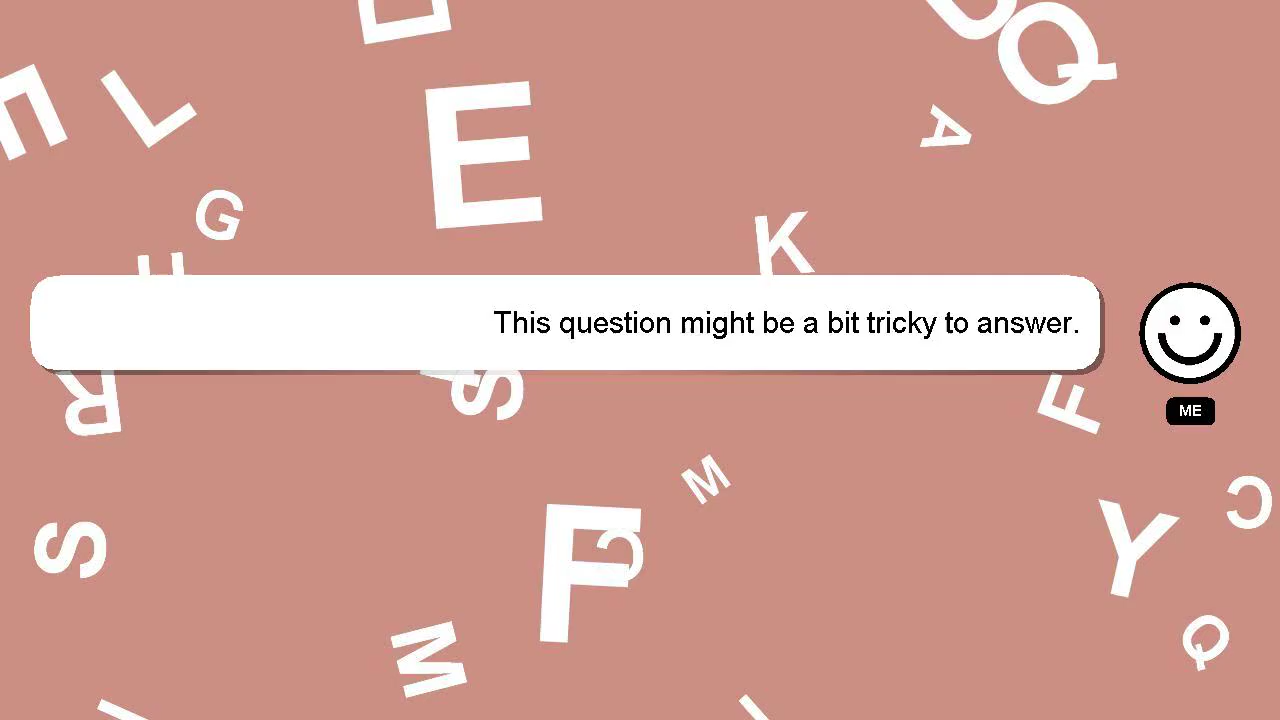 Q
L
E
A
G
K
This question might be a bit tricky to answer.
ME
R
S
F
M
C
S
Y
F
G
M
Q